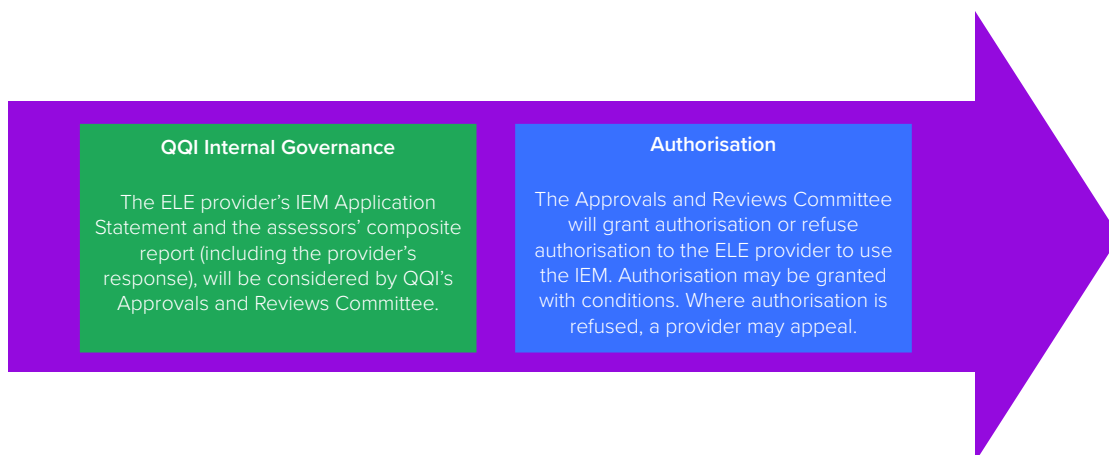 QQI Internal Governance
The ELE provider’s IEM Application
Statement and the assessors’ composite
report (including the provider’s
response), will be considered by QQI’s
Approvals and Reviews Committee.
Authorisation
The Approvals and Reviews Committee
will grant authorisation or refuse
authorisation to the ELE provider to use
the IEM. Authorisation may be granted
with conditions. Where authorisation is
refused, a provider may appeal.